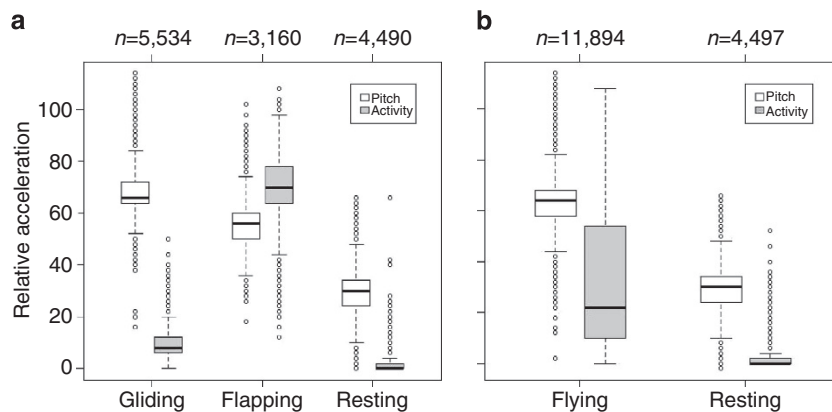 a
n=5,534 n=3,160 n=4,490
Pitch
Activity
Relative acceleration
100
80
60
40
20
0
Gliding Flapping Resting
b
n=11,894 n=4,497
Pitch
Activity
Flying Resting